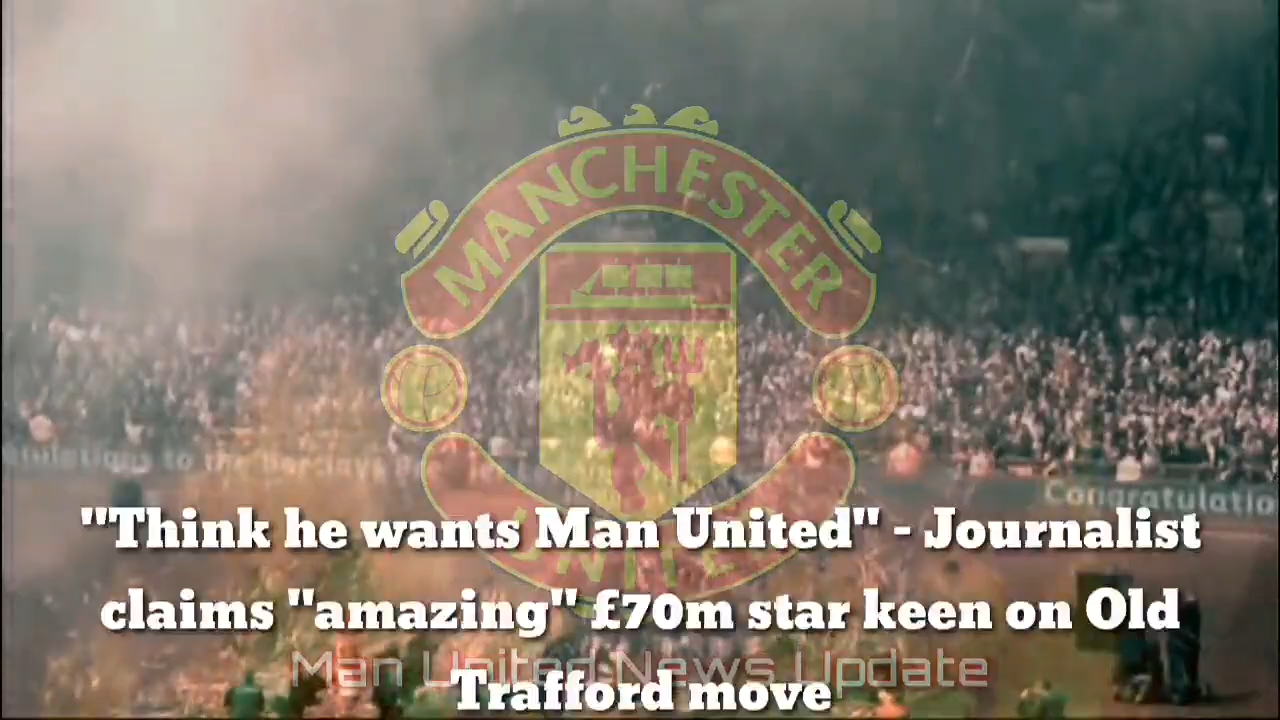 MANCHESTER
UNITED
Congratulatio
"Think he wants Man United" - Journalist
claims "amazing" £70m star keen on Old
Man United News Update
Trafford move